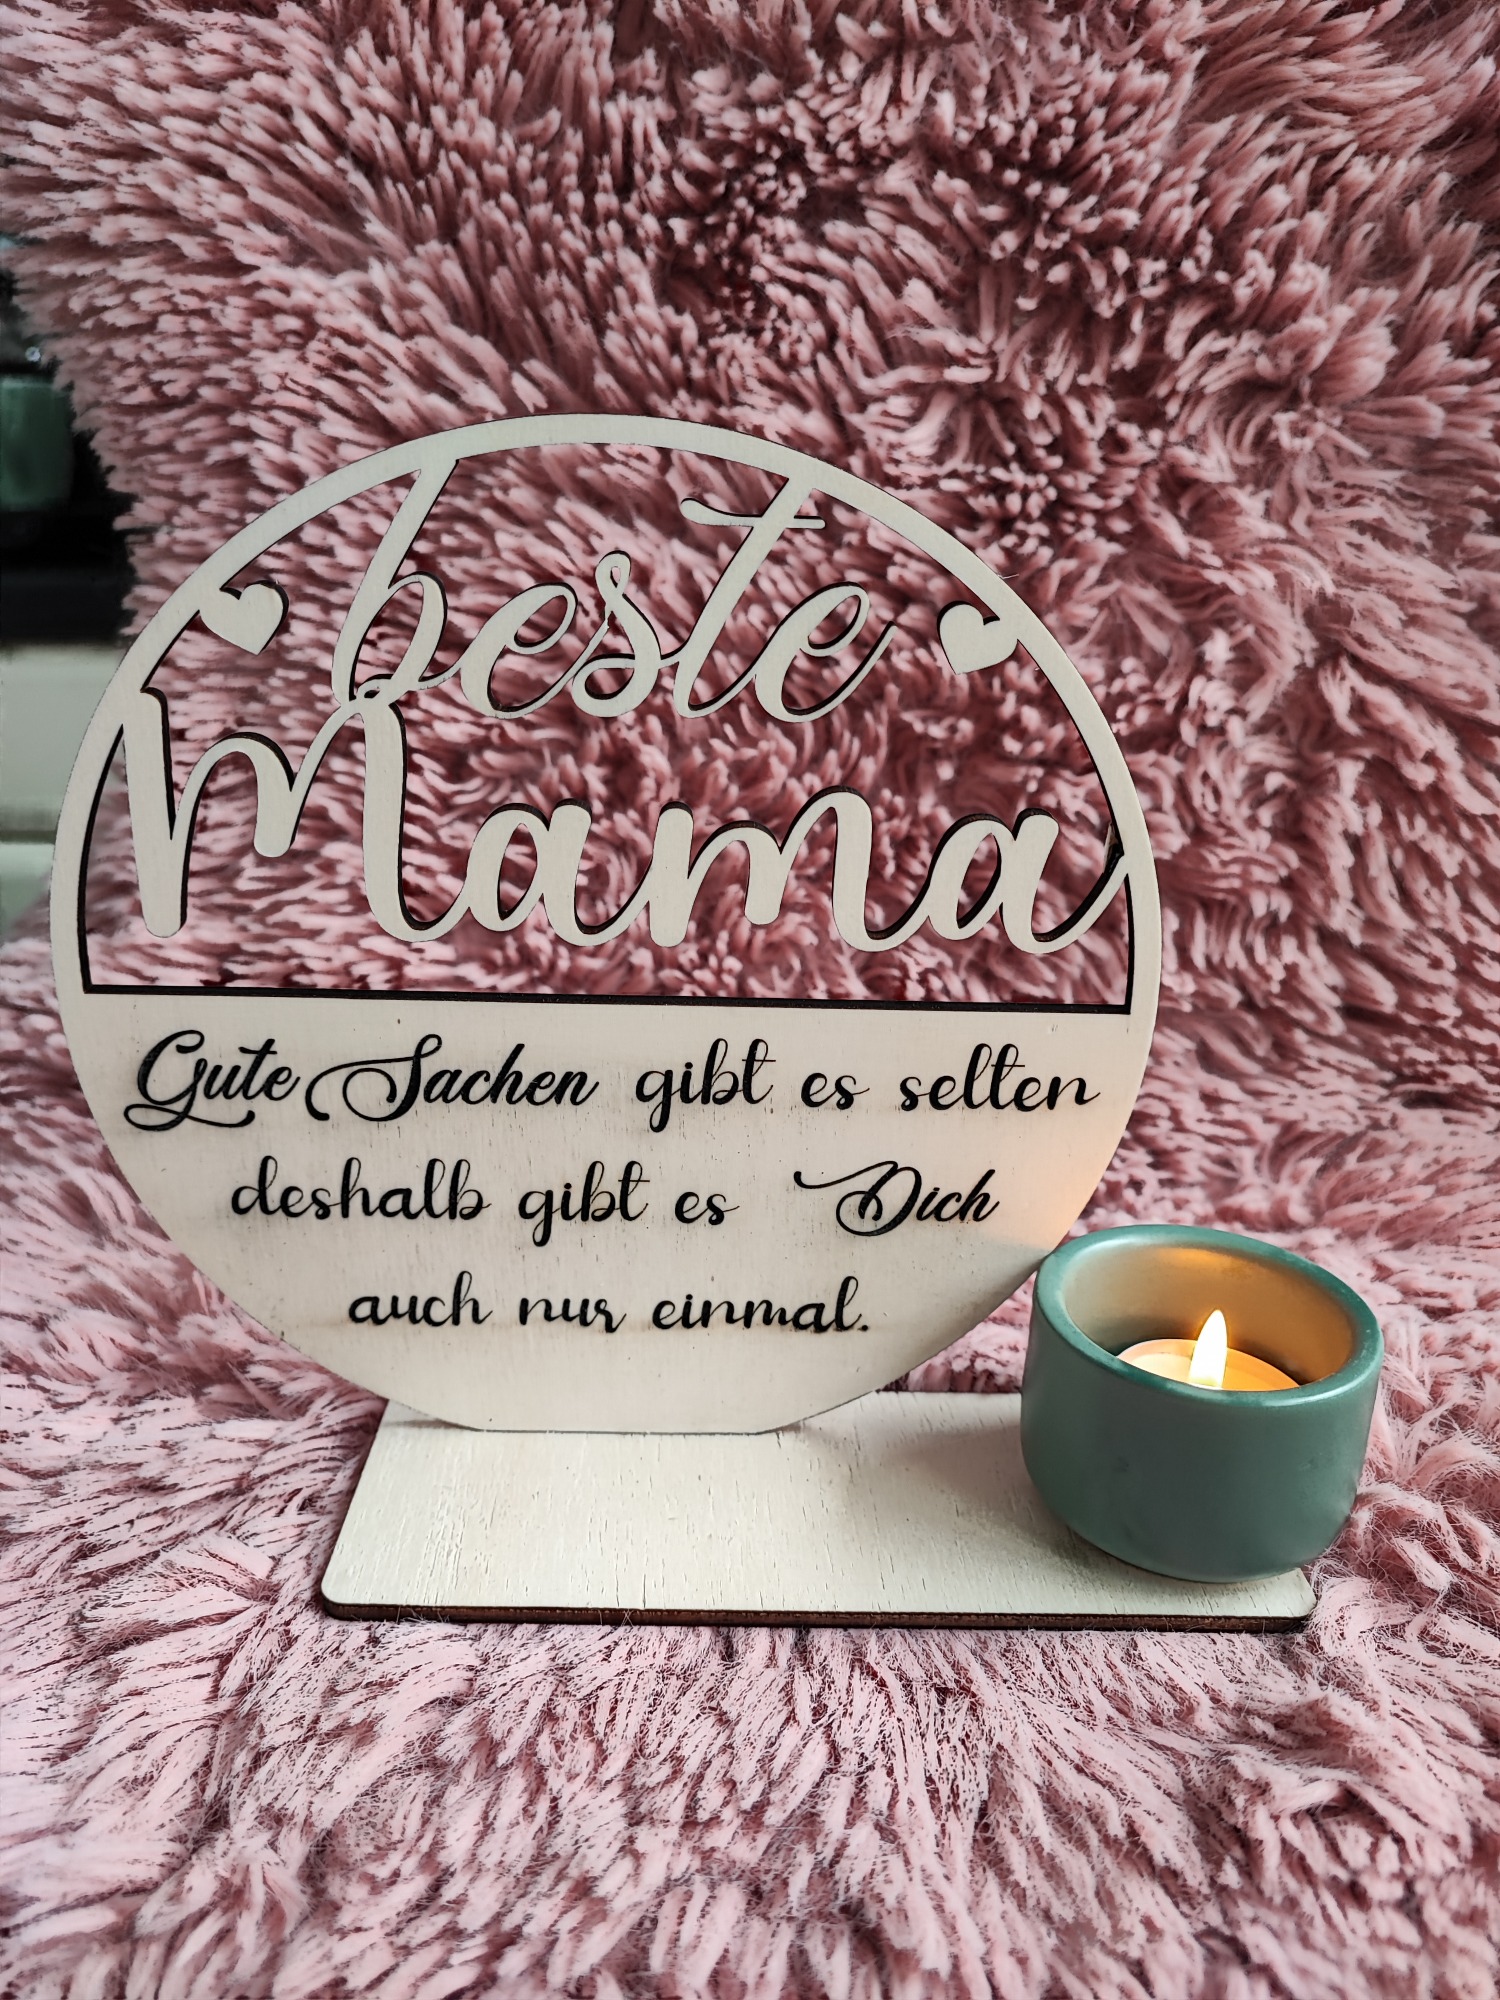 beste
Mama
Gute Sachen gibt es selten
deshalb gibt es Dich
auch nur einmal.